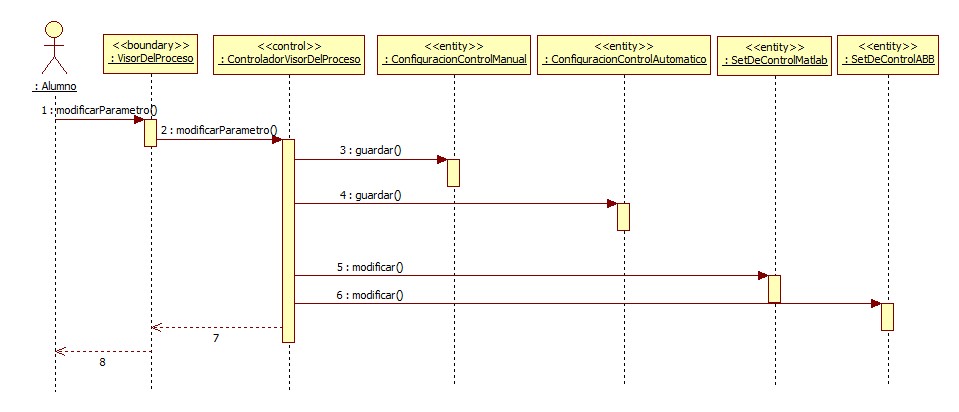 <<boundary>>
: VisorDelProceso
<<control>>
: ControladorVisorDelProceso
<<entity>>
: ConfiguracionControlManual
<<entity>>
: ConfiguracionControlAutomatico
<<entity>>
: SetDeControlMatlab
<<entity>>
: SetDeControlABB
: Alumno
1 : modificarParametro()
2 : modificarParametro()
3 : guardar()
4 : guardar()
5 : modificar()
6 : modificar()
7
8